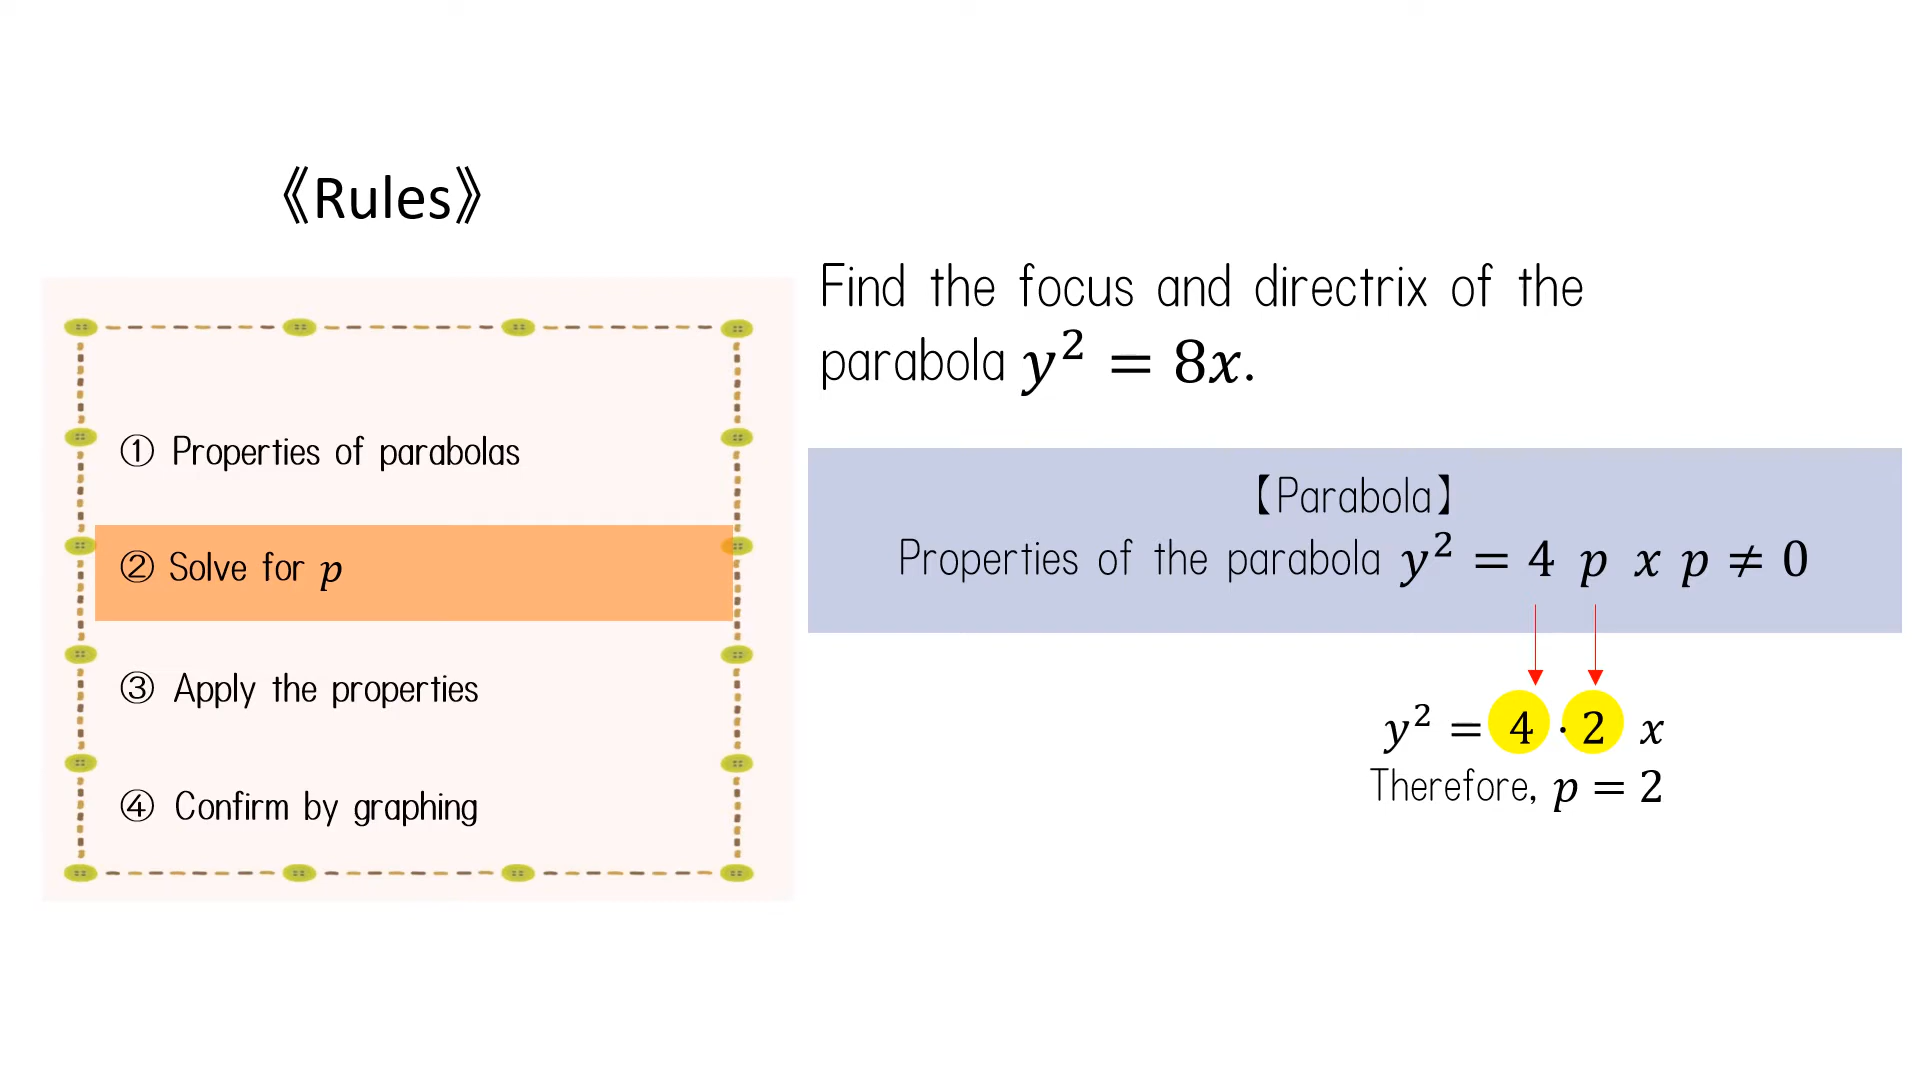 《Rules》
① Properties of parabolas
② Solve for p
③ Apply the properties
④ Confirm by graphing
Find the focus and directrix of the
parabola y² = 8x.
【Parabola】
Properties of the parabola y² = 4 p x p ≠ 0
y² = 4 · 2 x
Therefore, p = 2